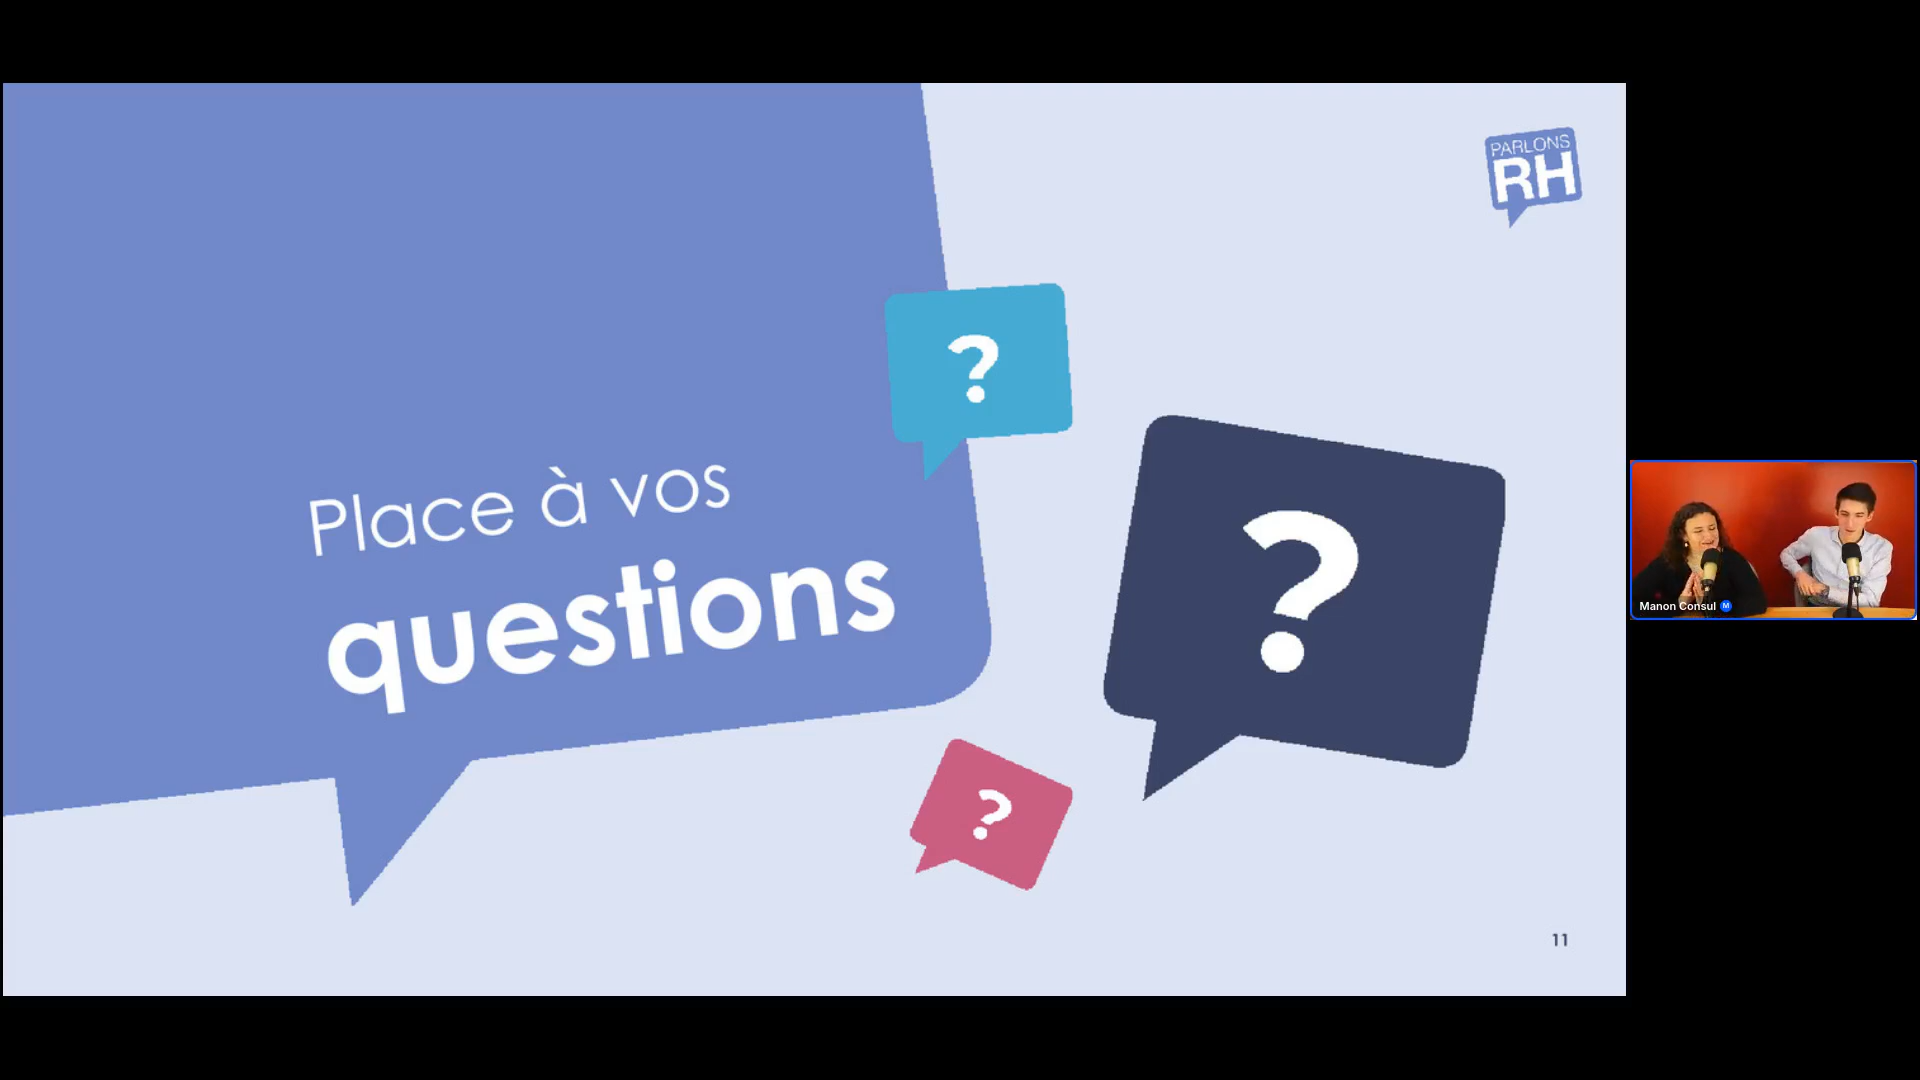 PARLONS
RH
?
Place à vos
questions
?
?
Manon Consul M
11